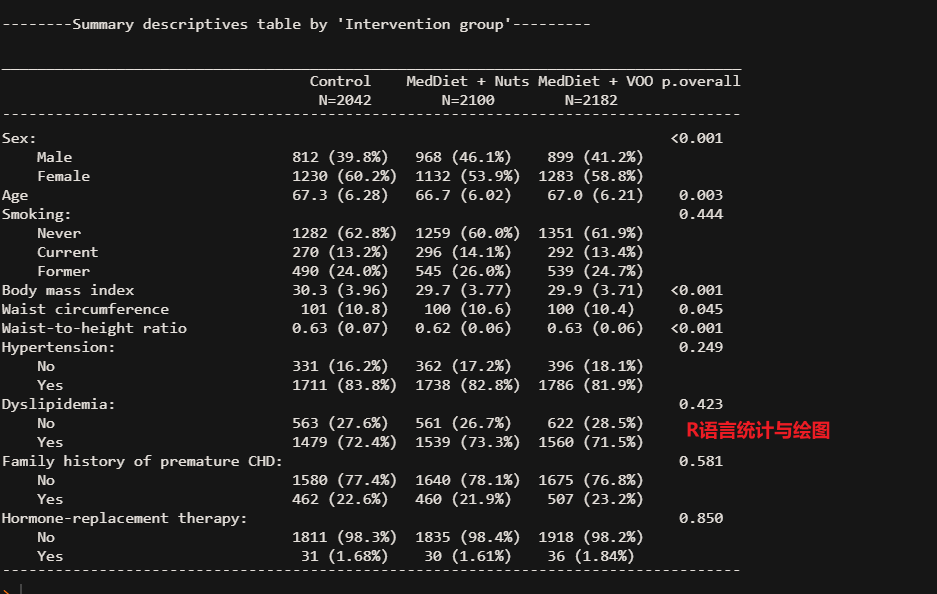 --------Summary descriptives table by 'Intervention group'---------
Control MedDiet + Nuts MedDiet + VOO p.overall
N=2042 N=2100 N=2182
Sex: <0.001
Male 812 (39.8%) 968 (46.1%) 899 (41.2%)
Female 1230 (60.2%) 1132 (53.9%) 1283 (58.8%)
Age 67.3 (6.28) 66.7 (6.02) 67.0 (6.21) 0.003
Smoking: 0.444
Never 1282 (62.8%) 1259 (60.0%) 1351 (61.9%)
Current 270 (13.2%) 296 (14.1%) 292 (13.4%)
Former 490 (24.0%) 545 (26.0%) 539 (24.7%)
Body mass index 30.3 (3.96) 29.7 (3.77) 29.9 (3.71) <0.001
Waist circumference 101 (10.8) 100 (10.6) 100 (10.4) 0.045
Waist-to-height ratio 0.63 (0.07) 0.62 (0.06) 0.63 (0.06) <0.001
Hypertension: 0.249
No 331 (16.2%) 362 (17.2%) 396 (18.1%)
Yes 1711 (83.8%) 1738 (82.8%) 1786 (81.9%)
Dyslipidemia: 0.423
No 563 (27.6%) 561 (26.7%) 622 (28.5%)
R语言统计与绘图
Yes 1479 (72.4%) 1539 (73.3%) 1560 (71.5%)
Family history of premature CHD: 0.581
No 1580 (77.4%) 1640 (78.1%) 1675 (76.8%)
Yes 462 (22.6%) 460 (21.9%) 507 (23.2%)
Hormone-replacement therapy: 0.850
No 1811 (98.3%) 1835 (98.4%) 1918 (98.2%)
Yes 31 (1.68%) 30 (1.61%) 36 (1.84%)